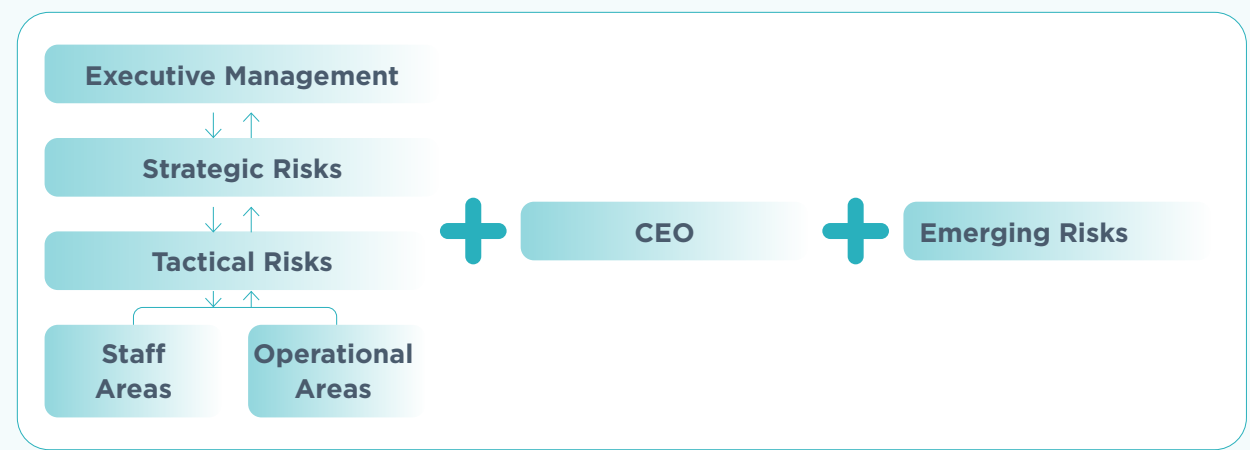 Executive Management
Strategic Risks
Tactical Risks
Staff
Areas
Operational
Areas
CEO
Emerging Risks